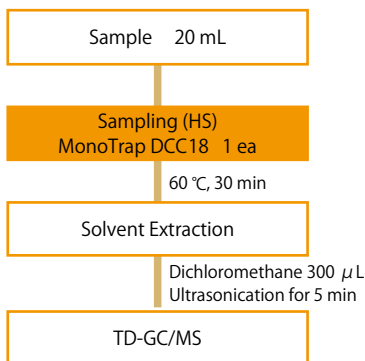 Sample 20 mL
Sampling (HS)
MonoTrap DCC18 1 ea
60 ℃, 30 min
Solvent Extraction
Dichloromethane 300 μL
Ultrasonication for 5 min
TD-GC/MS